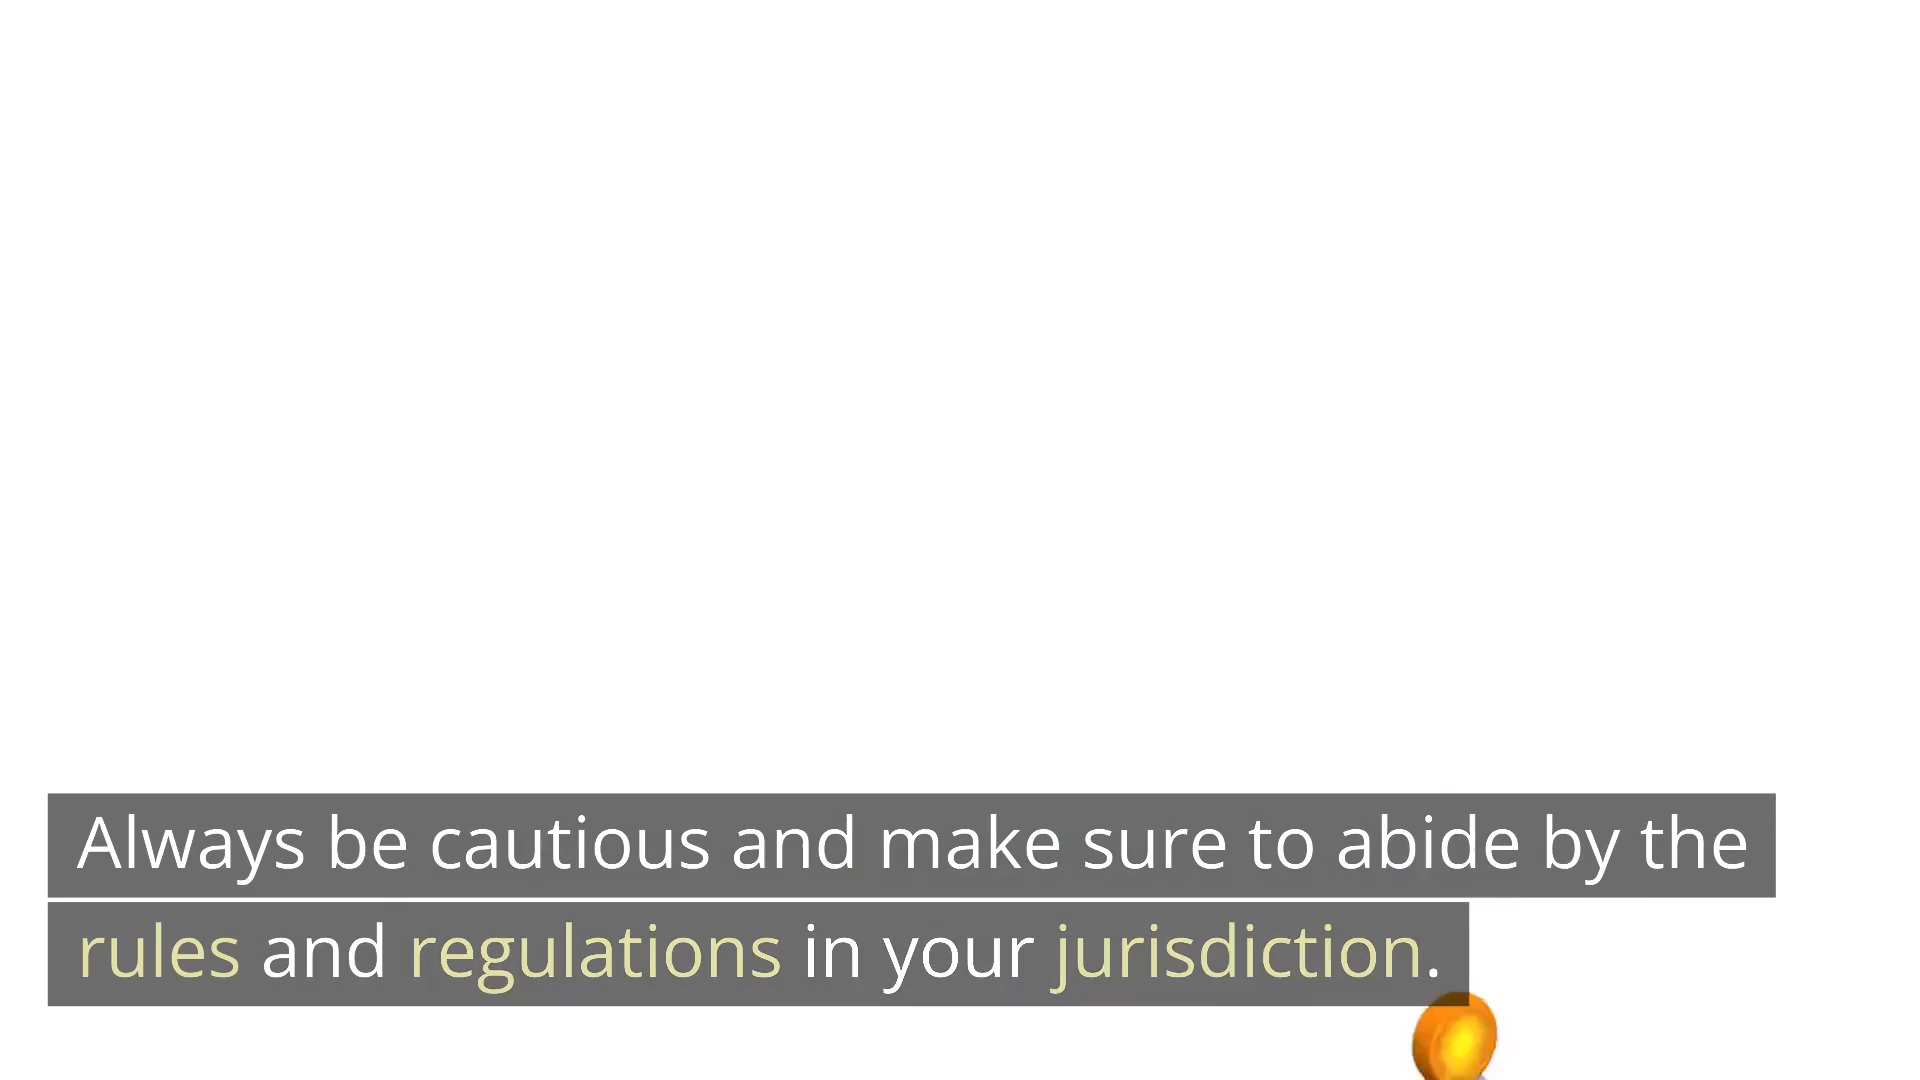 Always be cautious and make sure to abide by the
rules and regulations in your jurisdiction.